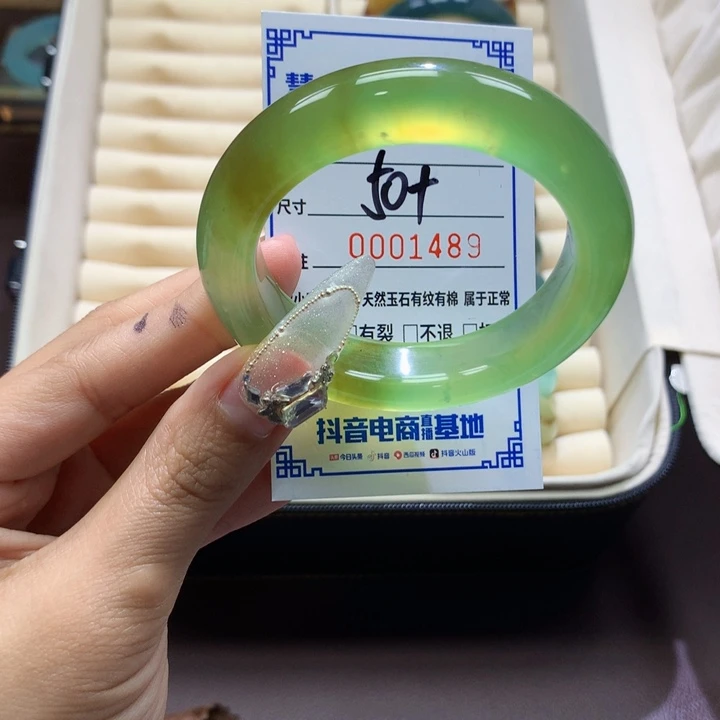 尺寸 50+
0001489
天然玉石有纹有棉 属于正常
有裂 □不退
抖音电商直播基地
今日头条 抖音 西瓜视频 抖音火山版